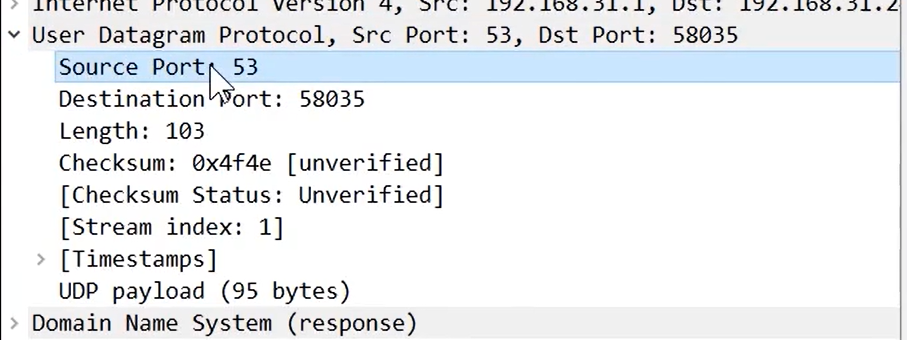 Internet Protocol Version 4, Src: 192.168.31.1, Dst: 192.168.31.2
User Datagram Protocol, Src Port: 53, Dst Port: 58035
Source Port: 53
Destination Port: 58035
Length: 103
Checksum: 0x4f4e [unverified]
[Checksum Status: Unverified]
[Stream index: 1]
[Timestamps]
UDP payload (95 bytes)
Domain Name System (response)